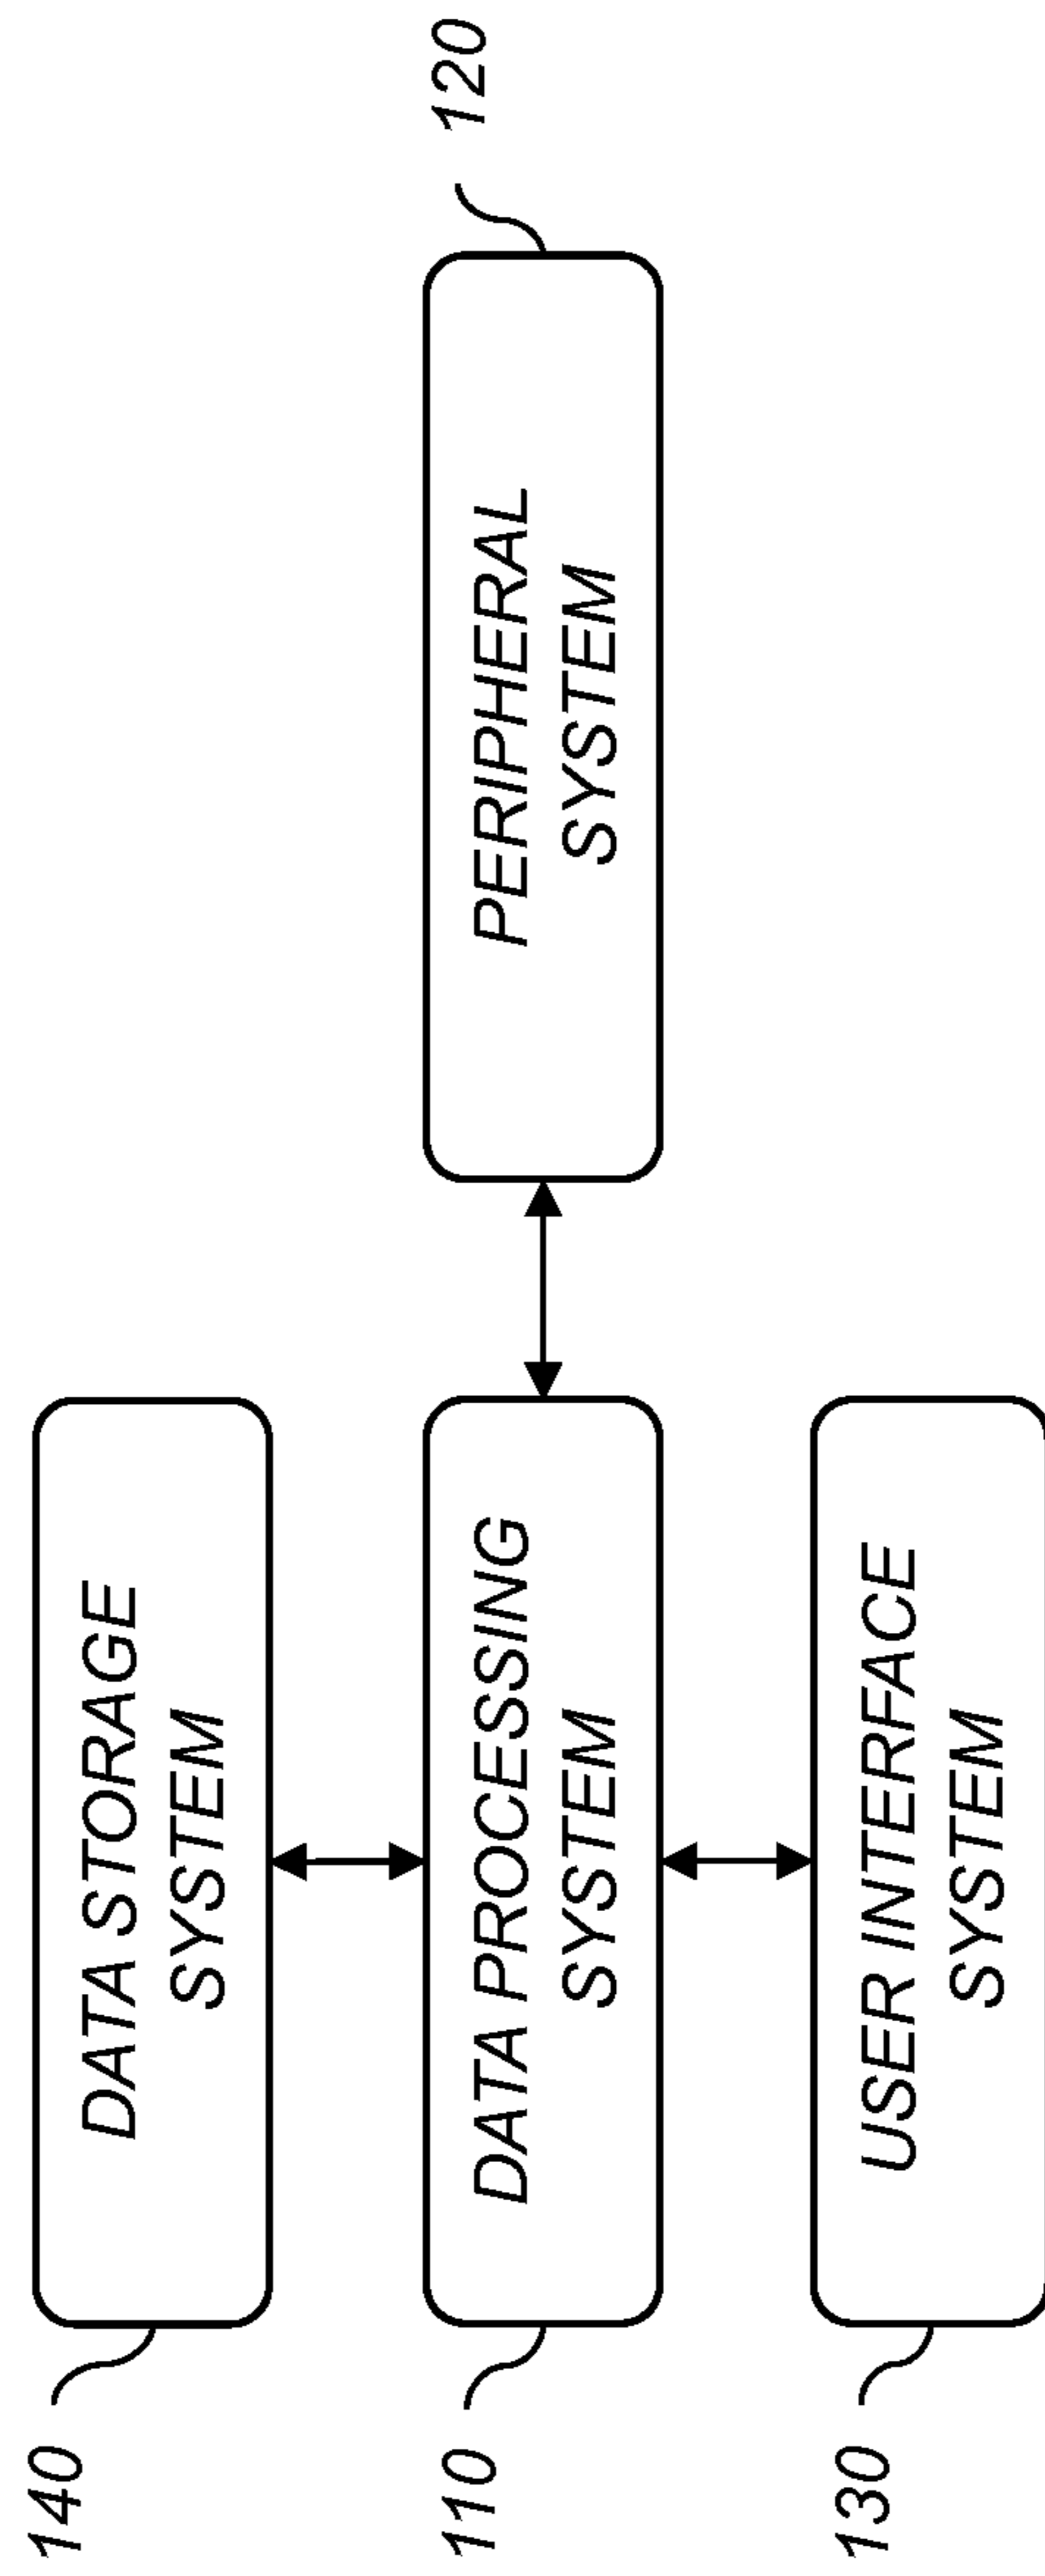 140
DATA STORAGE
SYSTEM
110
DATA PROCESSING
SYSTEM
PERIPHERAL
SYSTEM
120
130
USER INTERFACE
SYSTEM